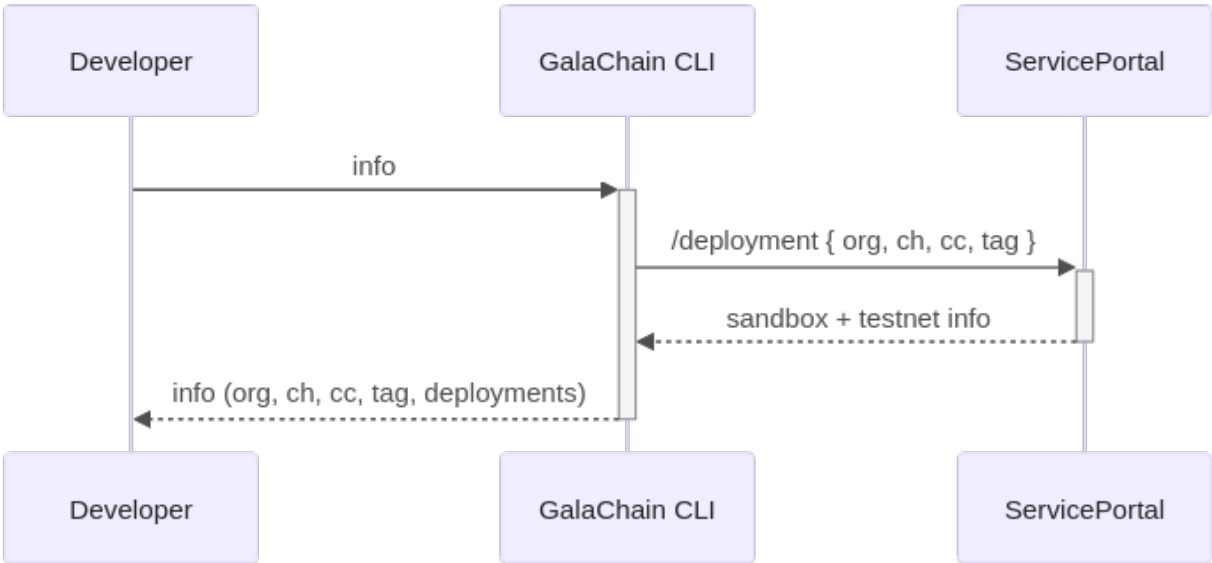 Developer
GalaChain CLI
ServicePortal
info
/deployment { org, ch, cc, tag }
sandbox + testnet info
info (org, ch, cc, tag, deployments)
Developer
GalaChain CLI
ServicePortal